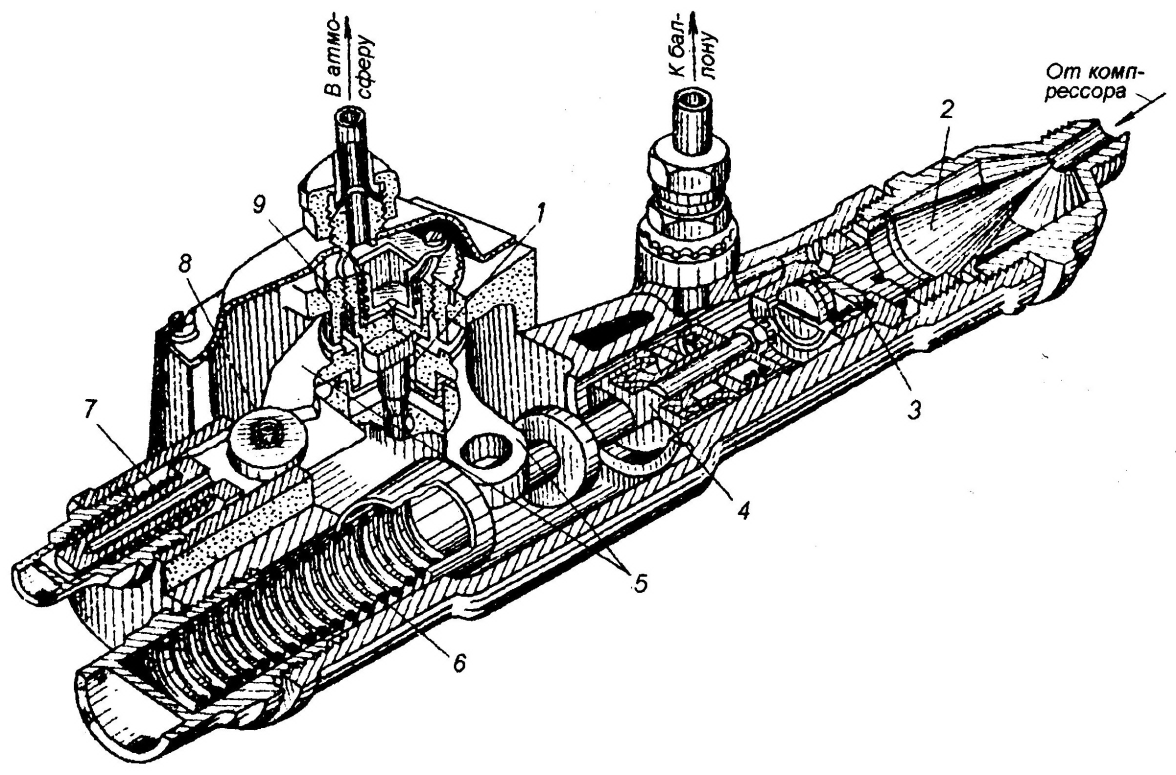 В атмо-
сферу
К бал-
лону
От комп-
рессора
2
9
1
8
7
3
4
5
6